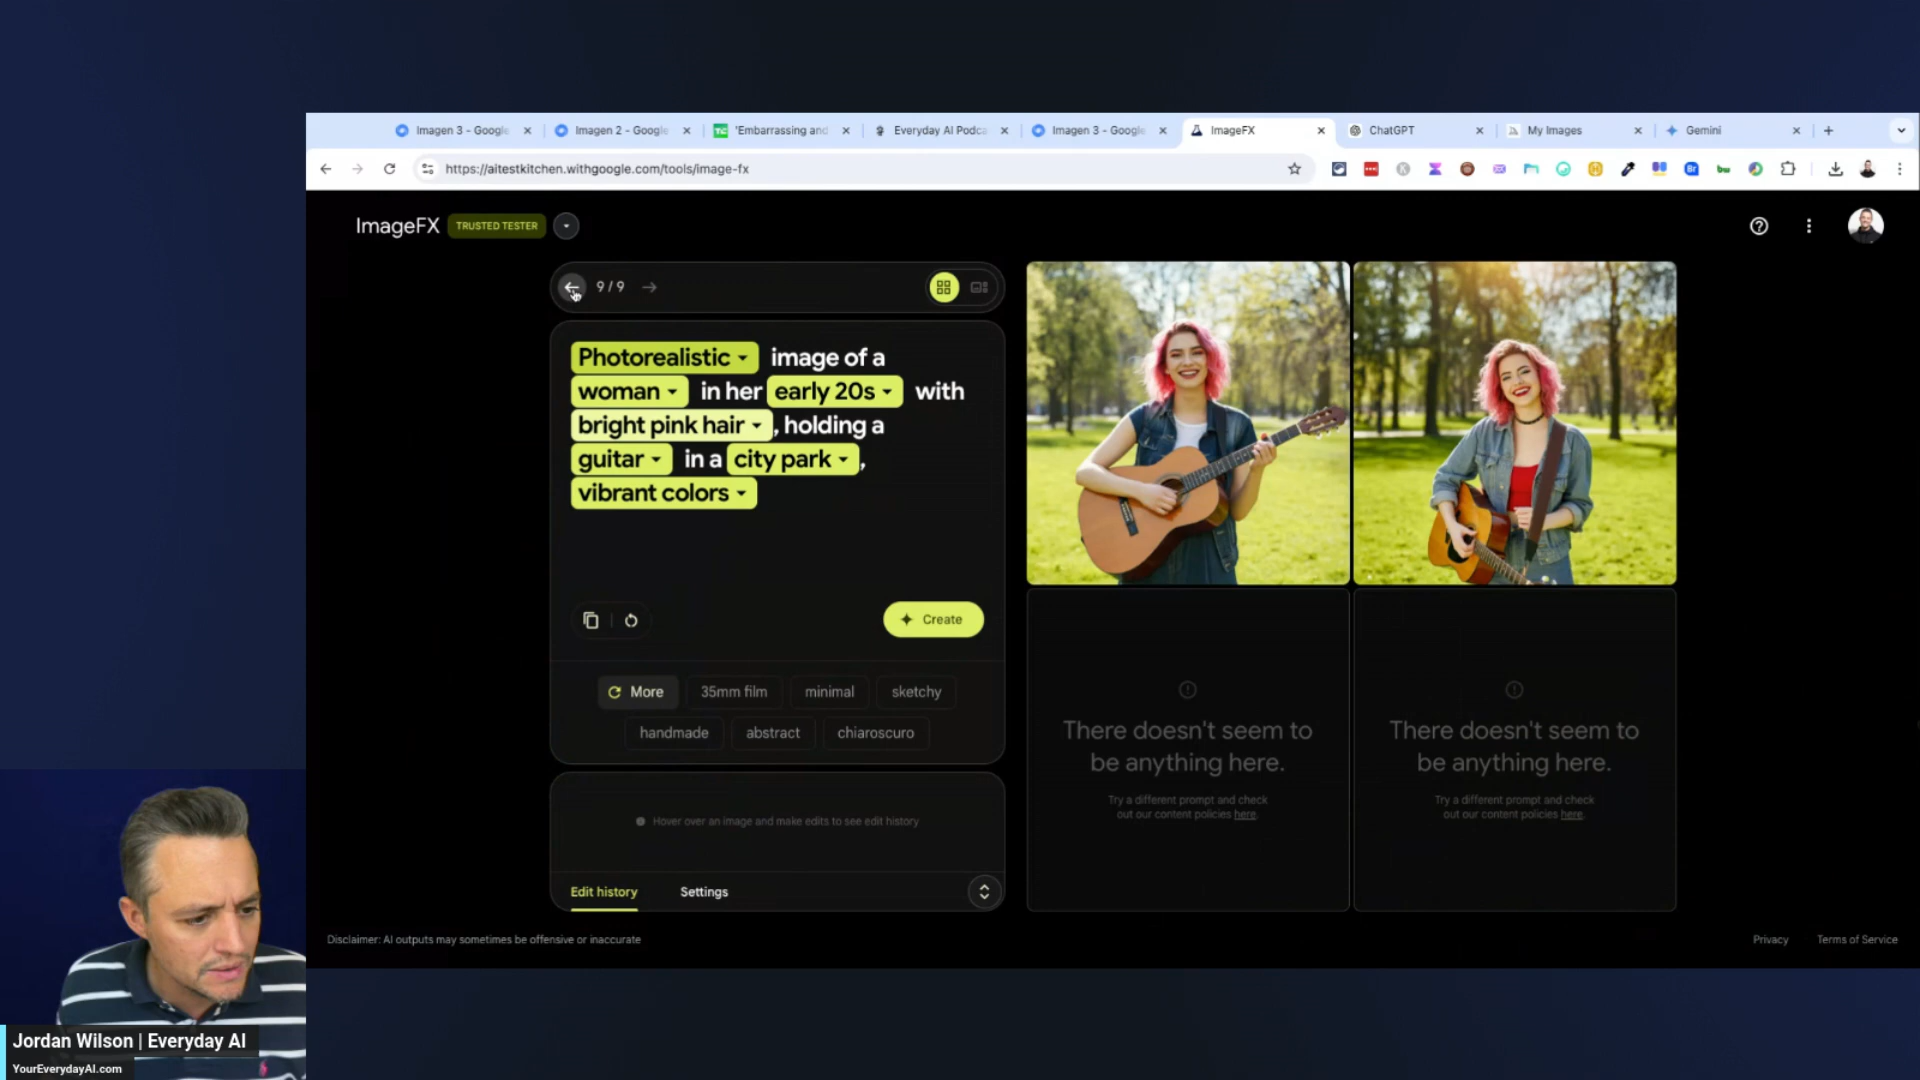 Imagen 3 - Google
Imagen 2 - Google
'Embarrassing and
Everyday AI Podca
Imagen 3 - Google
ImageFX
ChatGPT
My Images
Gemini
https://aitestkitchen.withgoogle.com/tools/image-fx
ImageFX TRUSTED TESTER
9 / 9
Photorealistic image of a
woman in her early 20s with
bright pink hair, holding a
guitar in a city park,
vibrant colors
Create
More 35mm film minimal sketchy
handmade abstract chiaroscuro
Hover over an image and make edits to see edit history
Edit history Settings
There doesn't seem to
be anything here.
Try a different prompt and check
out our content policies here.
There doesn't seem to
be anything here.
Try a different prompt and check
out our content policies here.
Disclaimer: AI outputs may sometimes be offensive or inaccurate
Privacy Terms of Service
Jordan Wilson | Everyday AI
YourEverydayAI.com